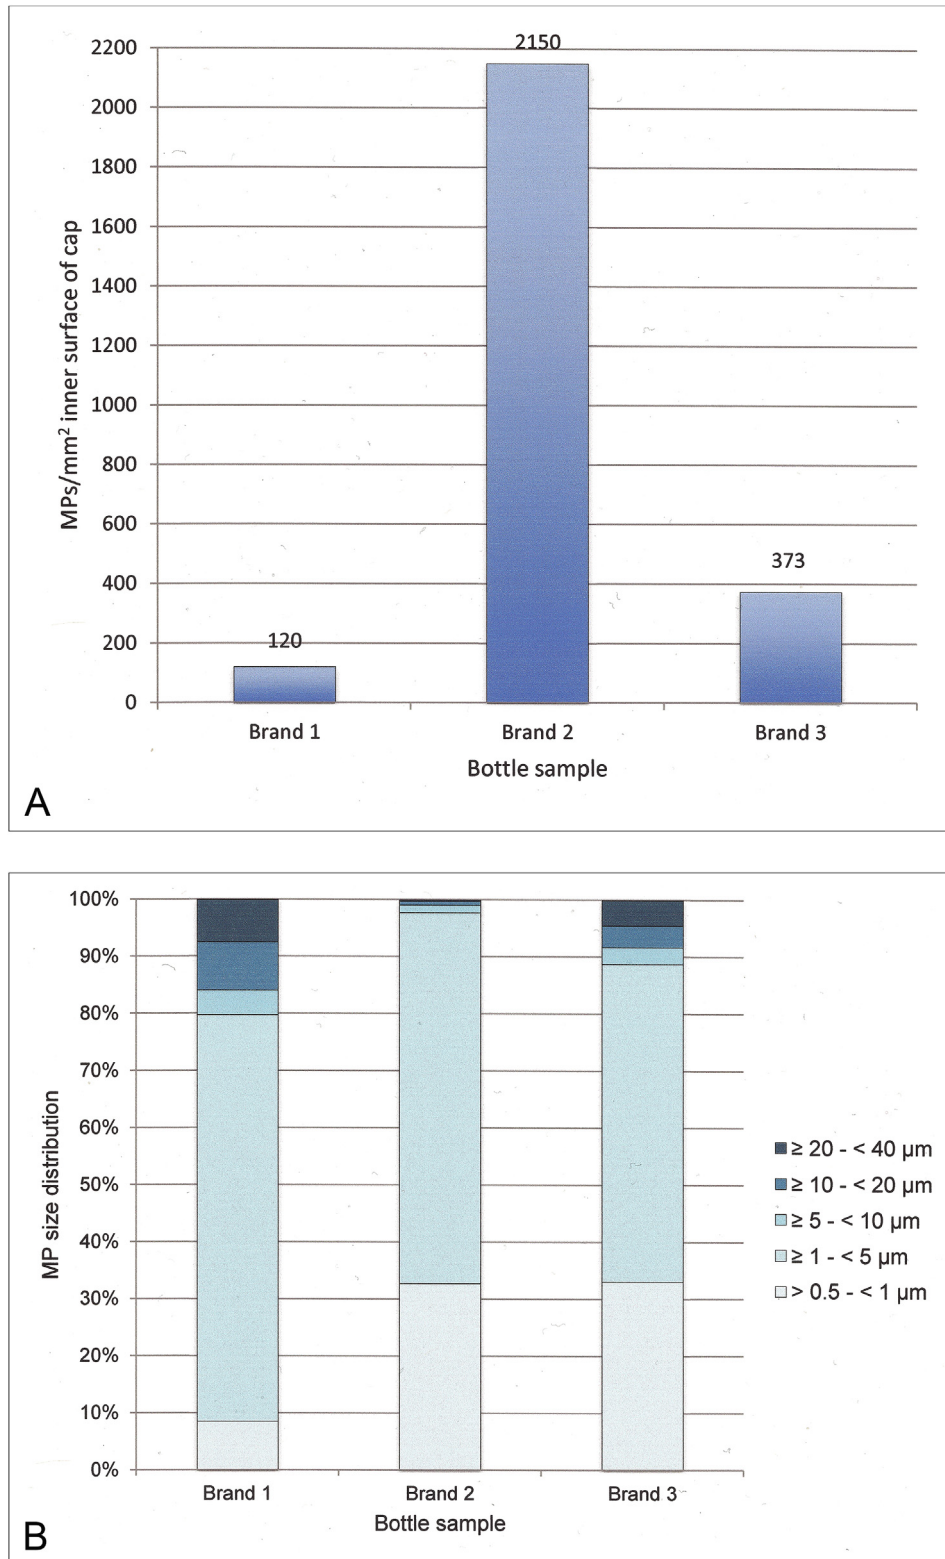 2200
2150
2000
1800
1600
1400
1200
1000
800
600
400
200
0
MPs/mm² inner surface of cap
120
373
Brand 1
Brand 2
Brand 3
Bottle sample
A
100%
90%
80%
70%
60%
50%
40%
30%
20%
10%
0%
MP size distribution
≥ 20 - < 40 µm
≥ 10 - < 20 µm
≥ 5 - < 10 µm
≥ 1 - < 5 µm
> 0.5 - < 1 µm
Brand 1
Brand 2
Brand 3
Bottle sample
B